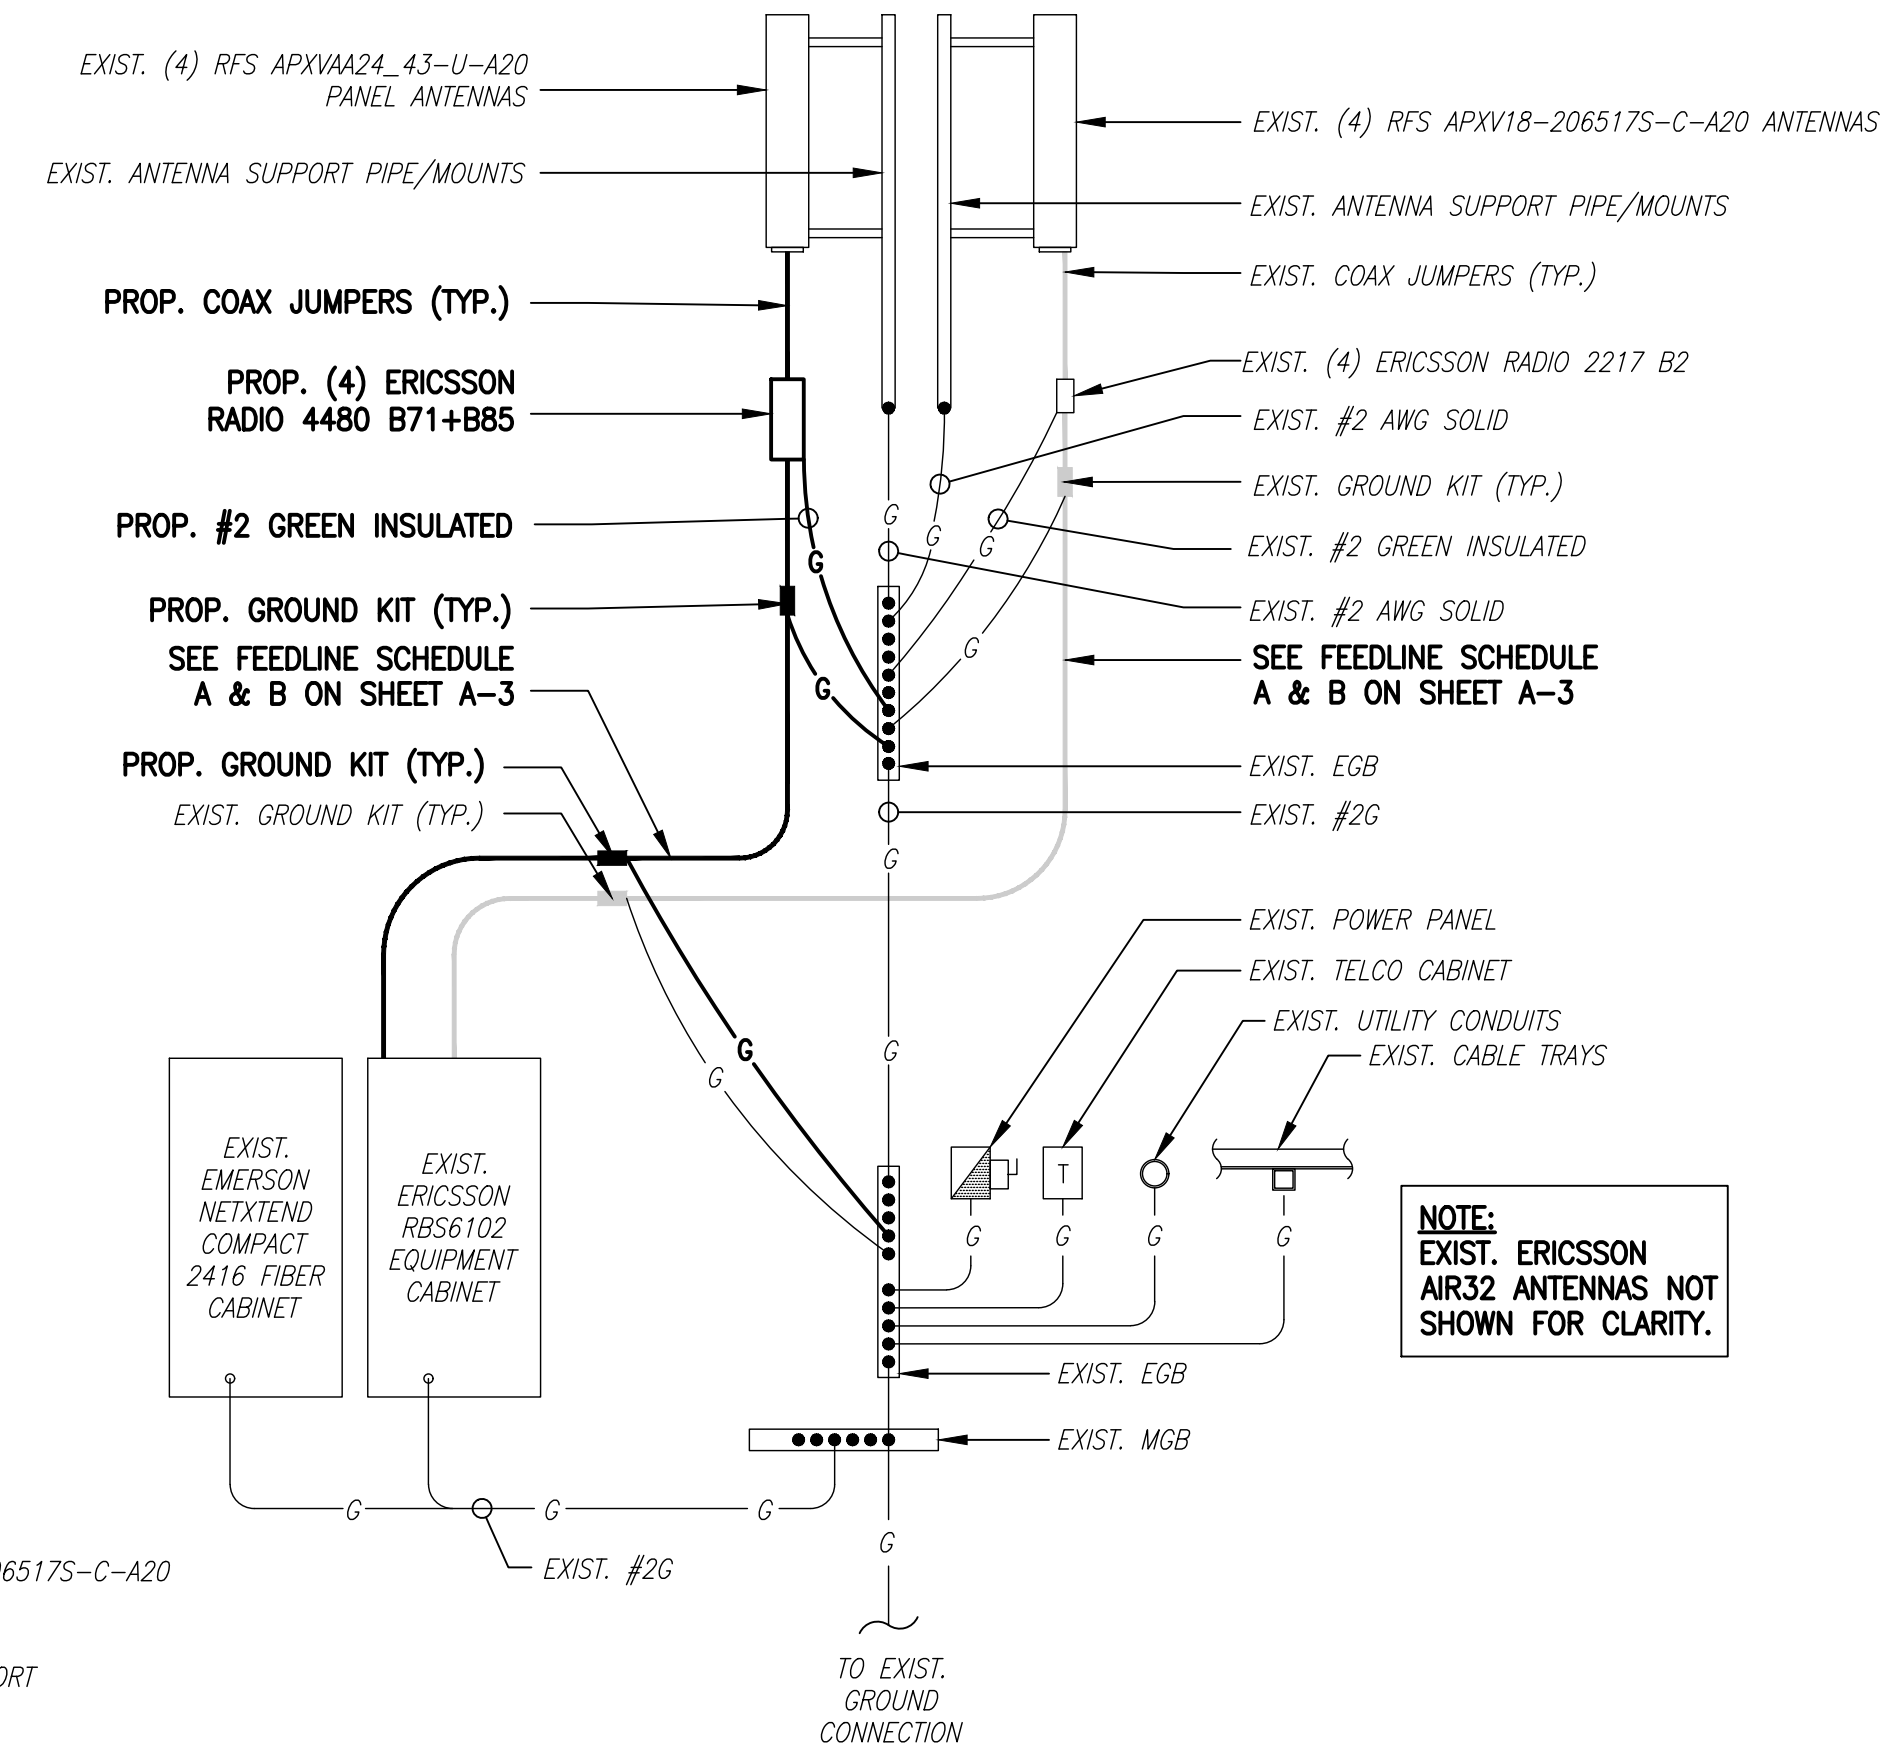 EXIST. (4) RFS APXVAA24_43-U-A20
PANEL ANTENNAS
EXIST. ANTENNA SUPPORT PIPE/MOUNTS
PROP. COAX JUMPERS (TYP.)
PROP. (4) ERICSSON
RADIO 4480 B71+B85
PROP. #2 GREEN INSULATED
PROP. GROUND KIT (TYP.)
SEE FEEDLINE SCHEDULE
A & B ON SHEET A-3
PROP. GROUND KIT (TYP.)
EXIST. GROUND KIT (TYP.)
EXIST. (4) RFS APXV18-206517S-C-A20 ANTENNAS
EXIST. ANTENNA SUPPORT PIPE/MOUNTS
EXIST. COAX JUMPERS (TYP.)
EXIST. (4) ERICSSON RADIO 2217 B2
EXIST. #2 AWG SOLID
EXIST. GROUND KIT (TYP.)
EXIST. #2 GREEN INSULATED
EXIST. #2 AWG SOLID
SEE FEEDLINE SCHEDULE
A & B ON SHEET A-3
EXIST. EGB
EXIST. #2G
G
G
G
G
G
G
G
G
G
G
EXIST. POWER PANEL
EXIST. TELCO CABINET
EXIST. UTILITY CONDUITS
EXIST. CABLE TRAYS
T
G
G
G
G
EXIST.
EMERSON
NETXTEND
COMPACT
2416 FIBER
CABINET
EXIST.
ERICSSON
RBS6102
EQUIPMENT
CABINET
NOTE:
EXIST. ERICSSON
AIR32 ANTENNAS NOT
SHOWN FOR CLARITY.
EXIST. EGB
EXIST. MGB
G
G
G
G
EXIST. #2G
06517S-C-A20
ORT
TO EXIST.
GROUND
CONNECTION